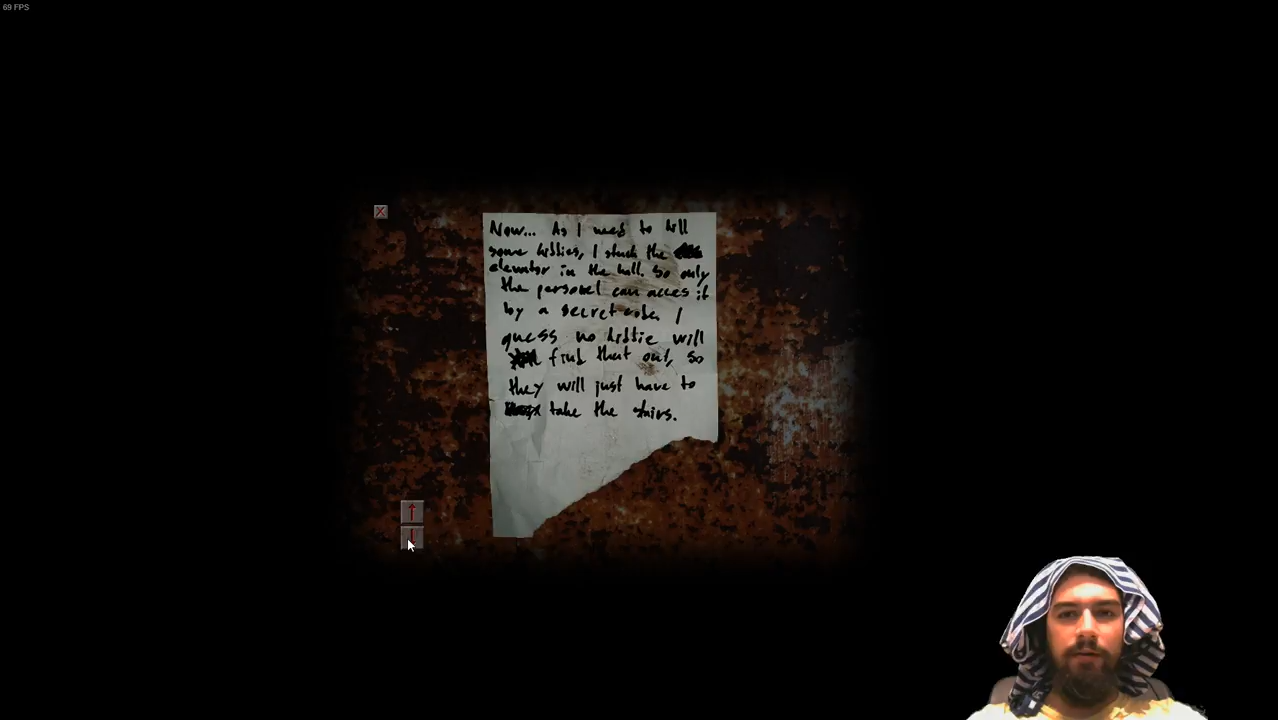 69 FPS
Now... As I need to kill
some kiddies, I stuck the
elevator in the hall. So only
the personel can acces it
by a secret code. I
guess no kiddie will
find that out, so
they will just have to
take the stairs.